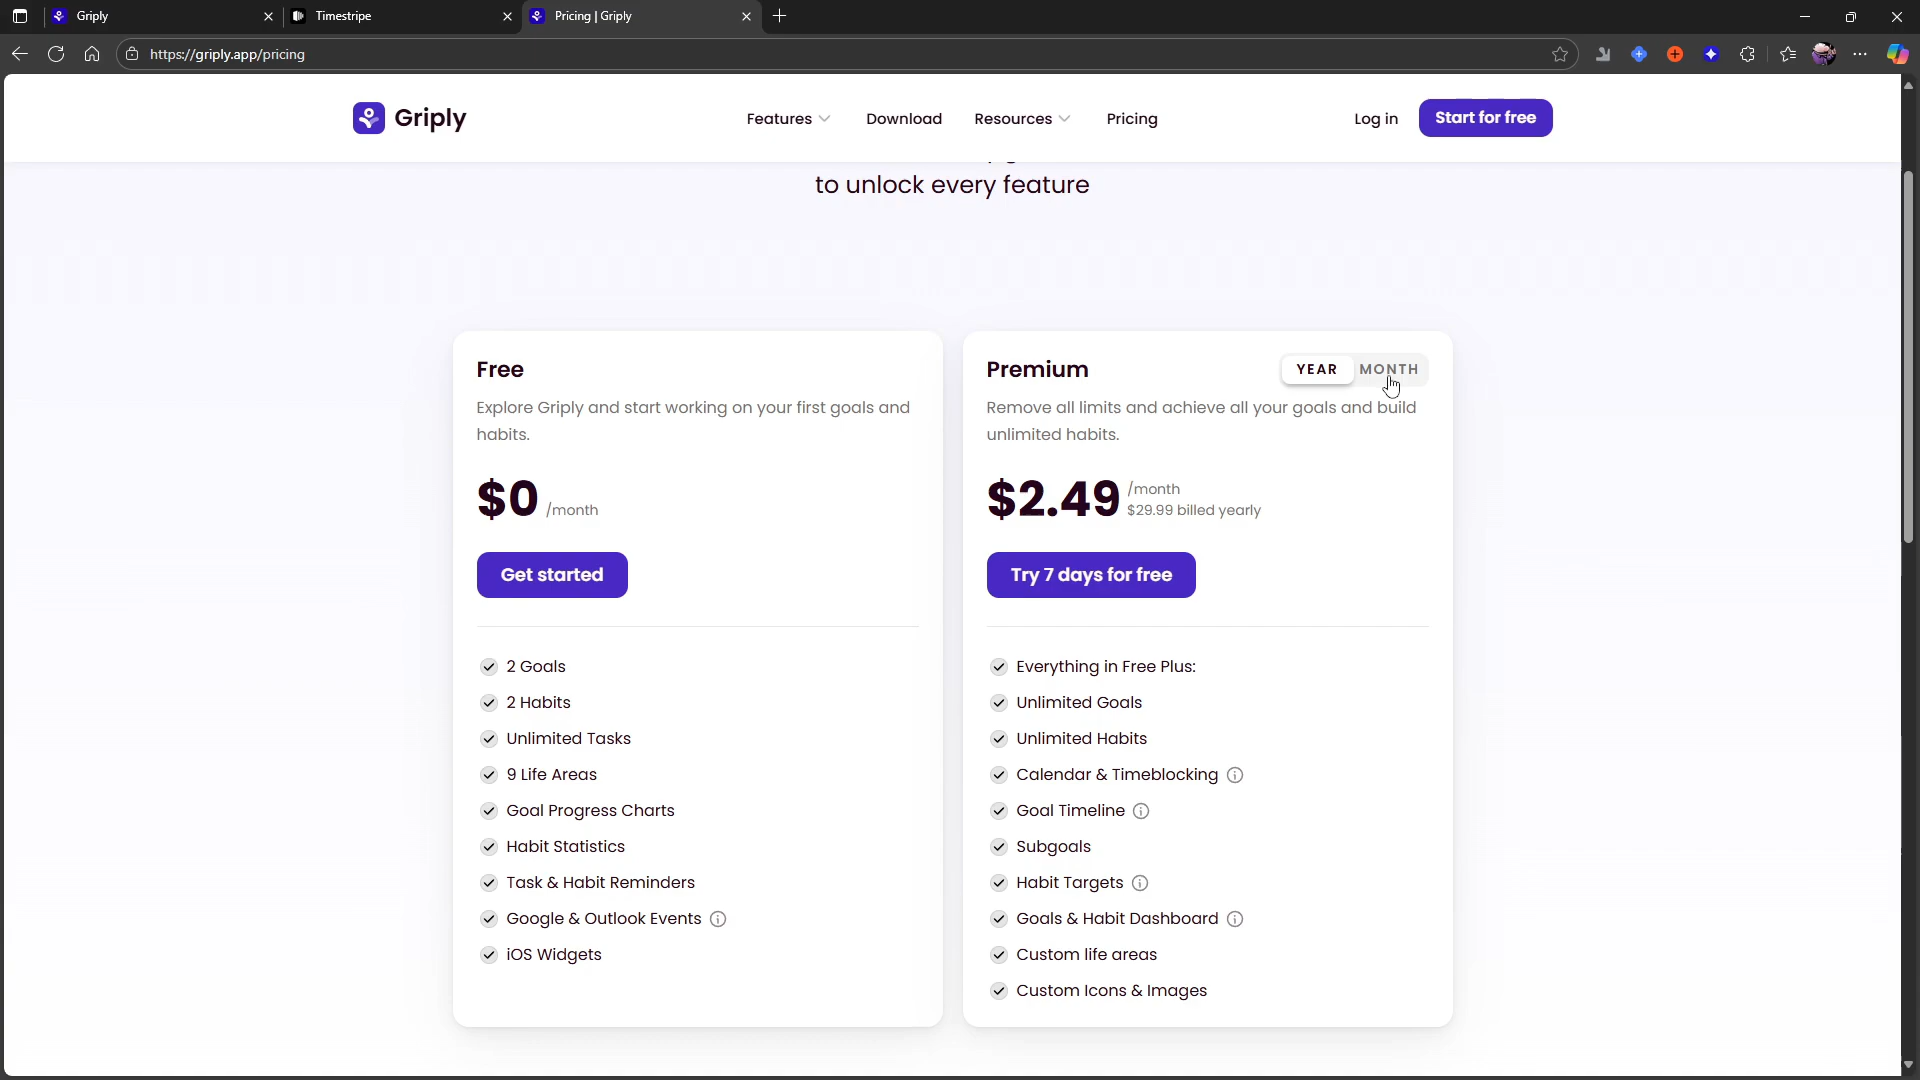 Griply
Timestripe
Pricing | Griply
https://griply.app/pricing
Griply
Features
Download
Resources
Pricing
Log in
Start for free
to unlock every feature
Free
Explore Griply and start working on your first goals and
habits.
$0 /month
Get started
2 Goals
2 Habits
Unlimited Tasks
9 Life Areas
Goal Progress Charts
Habit Statistics
Task & Habit Reminders
Google & Outlook Events
iOS Widgets
Premium
YEAR MONTH
Remove all limits and achieve all your goals and build
unlimited habits.
$2.49 /month
$29.99 billed yearly
Try 7 days for free
Everything in Free Plus:
Unlimited Goals
Unlimited Habits
Calendar & Timeblocking
Goal Timeline
Subgoals
Habit Targets
Goals & Habit Dashboard
Custom life areas
Custom Icons & Images